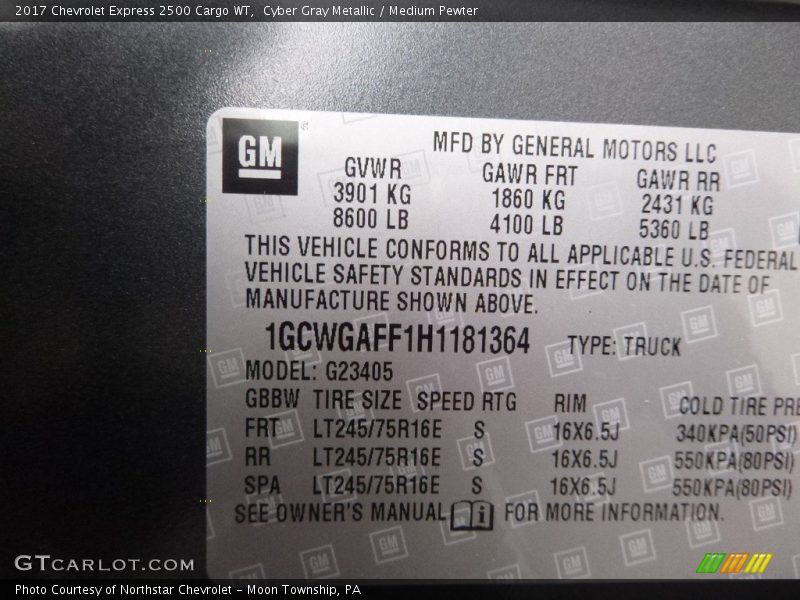 2017 Chevrolet Express 2500 Cargo WT, Cyber Gray Metallic / Medium Pewter
GM
MFD BY GENERAL MOTORS LLC
GVWR GAWR FRT GAWR RR
3901 KG 1860 KG 2431 KG
8600 LB 4100 LB 5360 LB
THIS VEHICLE CONFORMS TO ALL APPLICABLE U.S. FEDERAL
VEHICLE SAFETY STANDARDS IN EFFECT ON THE DATE OF
MANUFACTURE SHOWN ABOVE.
1GCWGAFF1H1181364 TYPE: TRUCK
MODEL: G23405
GBBW TIRE SIZE SPEED RTG RIM COLD TIRE PRE
FRT LT245/75R16E S 16X6.5J 340KPA(50PSI)
RR LT245/75R16E S 16X6.5J 550KPA(80PSI)
SPA LT245/75R16E S 16X6.5J 550KPA(80PSI)
SEE OWNER'S MANUAL i FOR MORE INFORMATION.
GTCARLOT.COM
Photo Courtesy of Northstar Chevrolet - Moon Township, PA